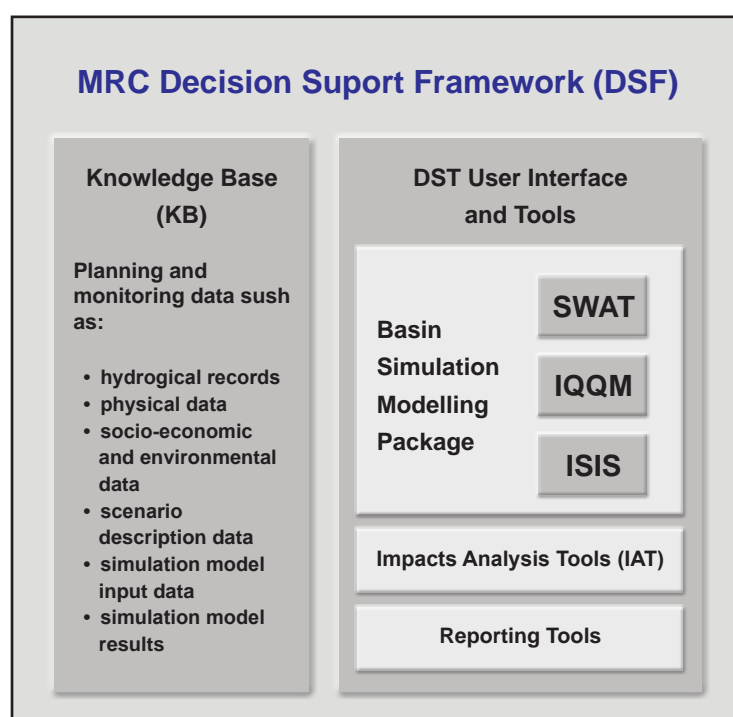 MRC Decision Suport Framework (DSF)
Knowledge Base
(KB)
Planning and
monitoring data sush
as:
• hydrogical records
• physical data
• socio-economic
and environmental
data
• scenario
description data
• simulation model
input data
• simulation model
results
DST User Interface
and Tools
Basin
Simulation
Modelling
Package
SWAT
IQQM
ISIS
Impacts Analysis Tools (IAT)
Reporting Tools